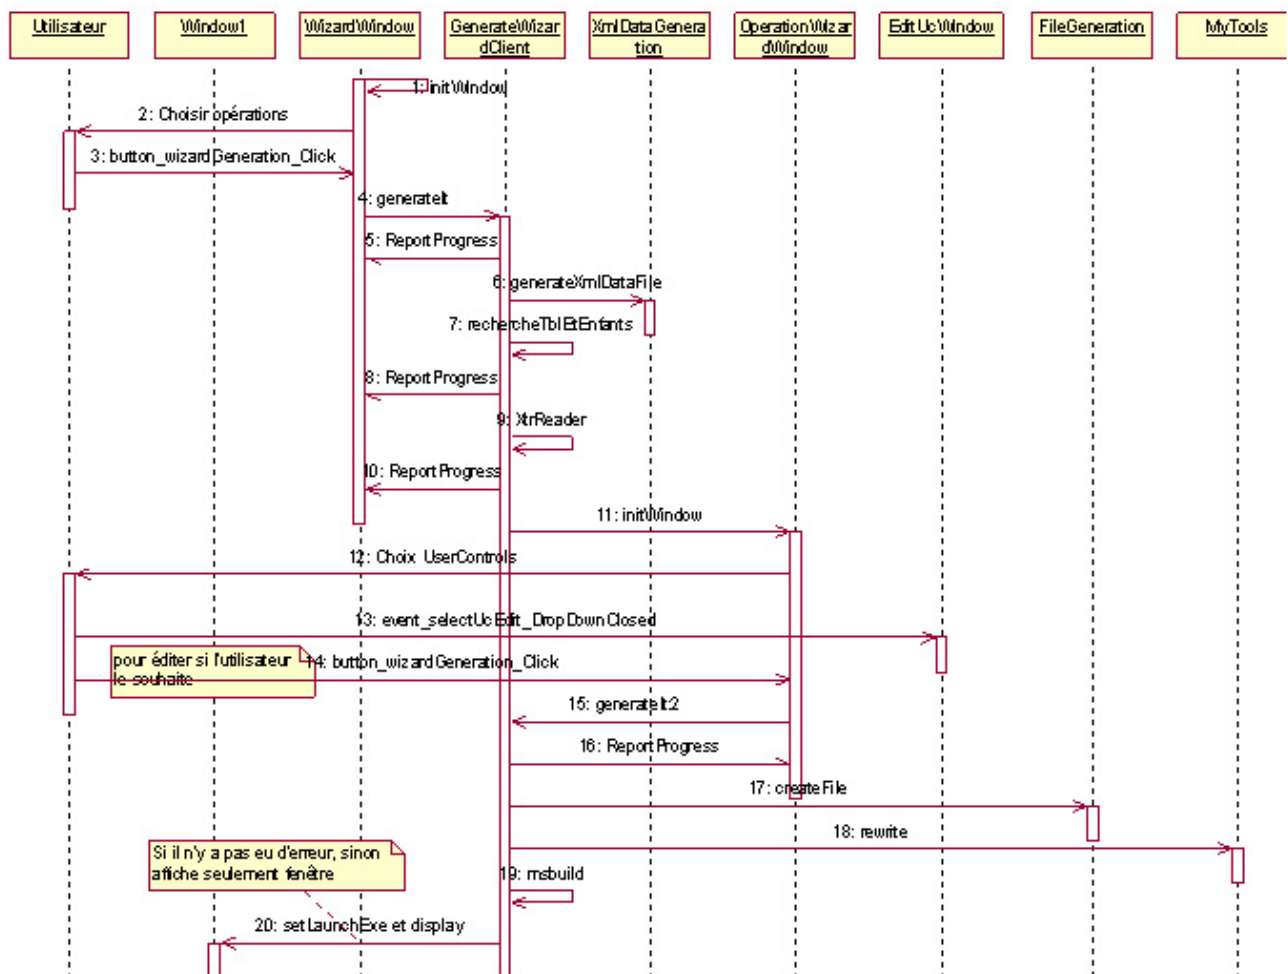 Utilisateur
Window1
WizardWindow
GenerateWizar
dClient
XmlDataGenera
tion
OperationWizar
dWindow
EditUcWindow
FileGeneration
MyTools
1: initWindow
2: Choisir opérations
3: button_wizardGeneration_Click
4: generateIt
5: ReportProgress
6: generateXmlDataFile
7: rechercheTblEtEnfants
8: ReportProgress
9: XtrReader
10: ReportProgress
11: initWindow
12: Choix UserControls
13: event_selectUcEdit_DropDownClosed
pour éditer si l'utilisateur
le souhaite
14: button_wizardGeneration_Click
15: generateIt2
16: ReportProgress
17: createFile
18: rewrite
Si il n'y a pas eu d'erreur, sinon
affiche seulement fenêtre
19: msbuild
20: setLaunchExe et display